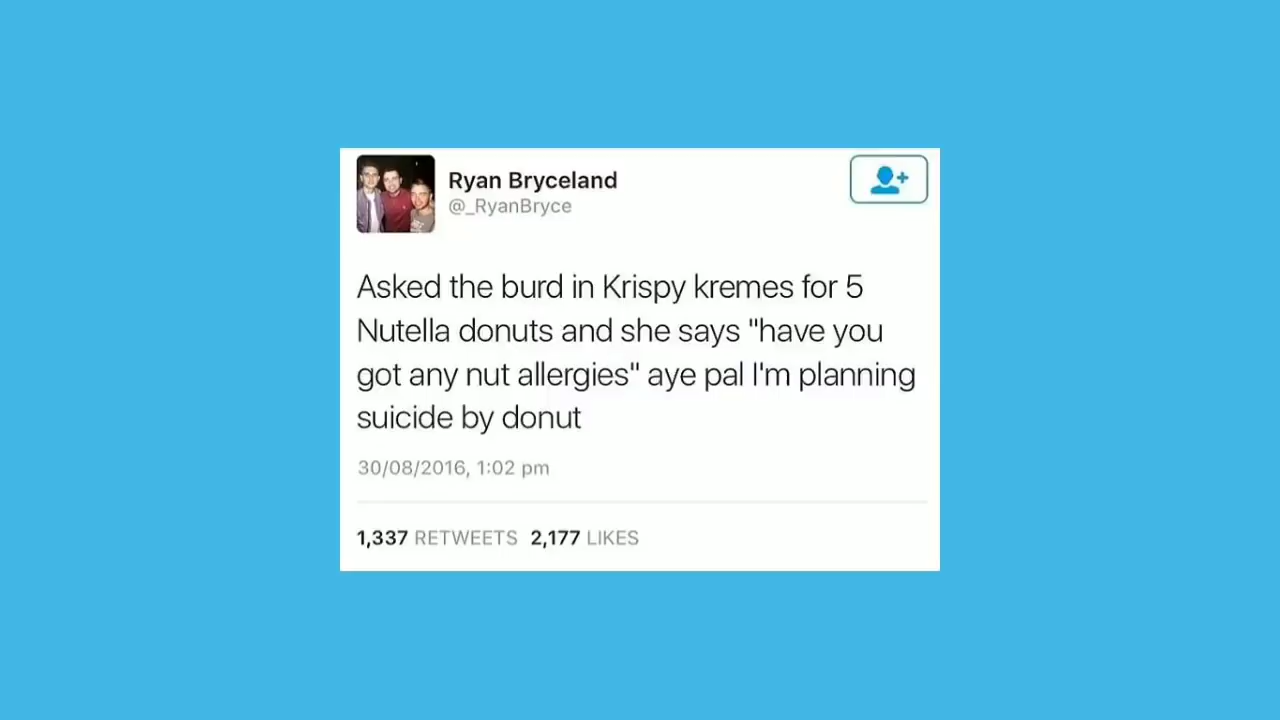 Ryan Bryceland
@_RyanBryce
Asked the burd in Krispy kremes for 5
Nutella donuts and she says "have you
got any nut allergies" aye pal I'm planning
suicide by donut
30/08/2016, 1:02 pm
1,337 RETWEETS 2,177 LIKES